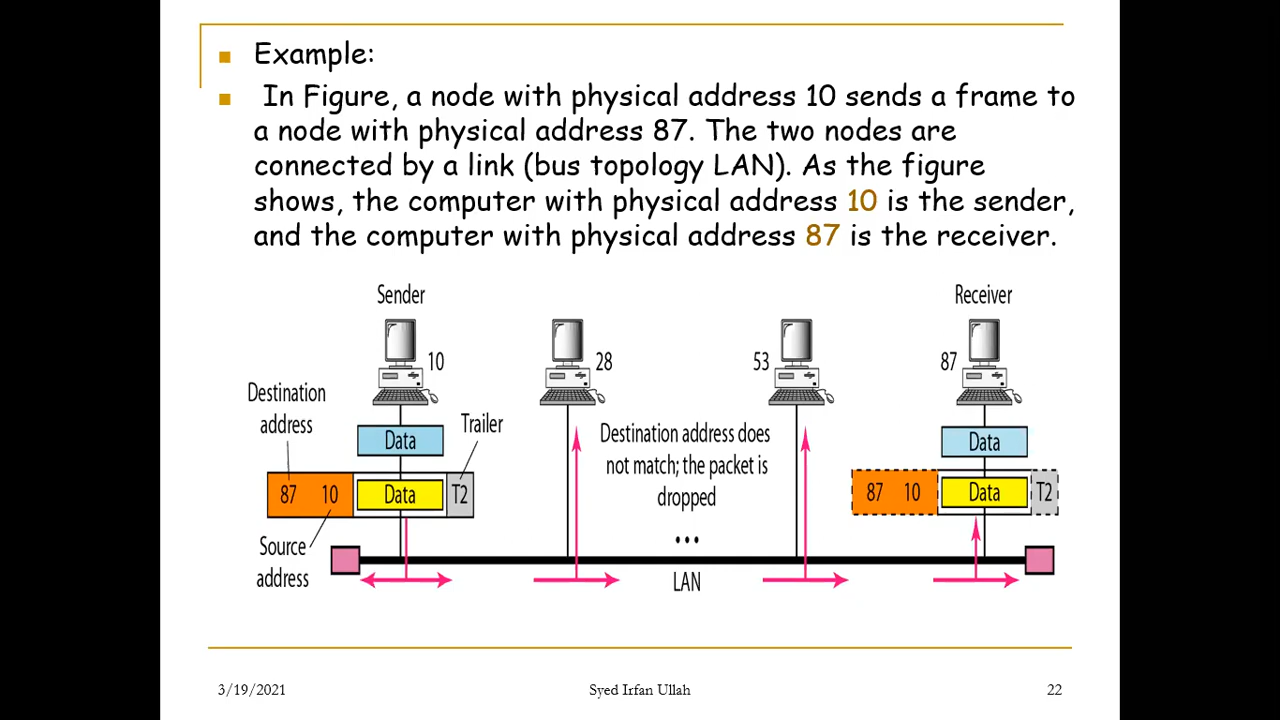 Example:
In Figure, a node with physical address 10 sends a frame to
a node with physical address 87. The two nodes are
connected by a link (bus topology LAN). As the figure
shows, the computer with physical address 10 is the sender,
and the computer with physical address 87 is the receiver.
Sender
Receiver
10
28
53
87
Destination
address
Trailer
Data
Destination address does
not match; the packet is
dropped
Data
87 10 Data T2
87 10 Data T2
Source
address
...
LAN
3/19/2021
Syed Irfan Ullah
22